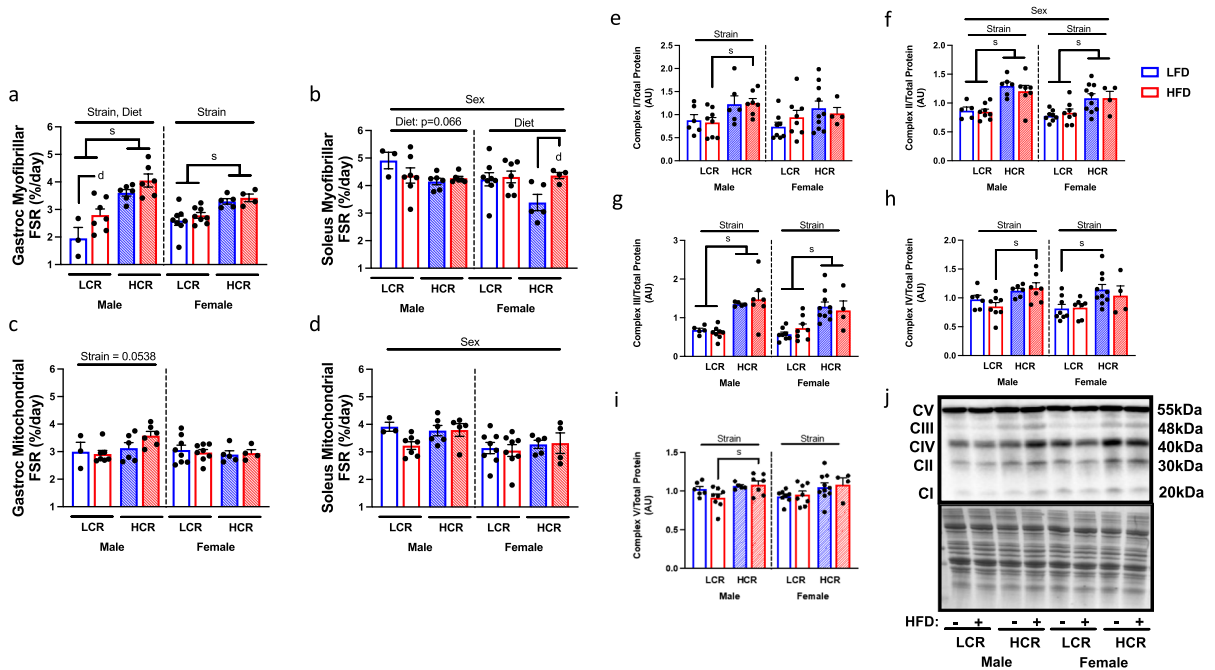 a
Strain, Diet
Strain
s
s
d
Gastroc Myofibrillar
FSR (%/day)
6
5
4
3
2
1
LCR
HCR
LCR
HCR
Male
Female
b
Sex
Diet: p=0.066
Diet
d
Soleus Myofibrillar
FSR (%/day)
6
5
4
3
2
1
LCR
HCR
LCR
HCR
Male
Female
c
Strain = 0.0538
Gastroc Mitochondrial
FSR (%/day)
6
5
4
3
2
1
LCR
HCR
LCR
HCR
Male
Female
d
Sex
Soleus Mitochondrial
FSR (%/day)
6
5
4
3
2
1
LCR
HCR
LCR
HCR
Male
Female
e
Strain
s
Complex I/Total Protein
(AU)
2.5
2.0
1.5
1.0
0.5
0.0
LCR
HCR
LCR
HCR
Male
Female
f
Sex
Strain
Strain
s
s
Complex II/Total Protein
(AU)
2.0
1.5
1.0
0.5
0.0
LCR
HCR
LCR
HCR
Male
Female
LFD
HFD
g
Strain
Strain
s
s
Complex III/Total Protein
(AU)
3
2
1
0
LCR
HCR
LCR
HCR
Male
Female
h
Strain
Strain
s
s
Complex IV/Total Protein
(AU)
2.0
1.5
1.0
0.5
0.0
LCR
HCR
LCR
HCR
Male
Female
i
Strain
Strain
s
Complex V/Total Protein
(AU)
2.0
1.5
1.0
0.5
0.0
LCR
HCR
LCR
HCR
Male
Female
j
CV 55kDa
CIII 48kDa
CIV 40kDa
CII 30kDa
CI 20kDa
HFD: - + - + - + - +
LCR HCR LCR HCR
Male Female